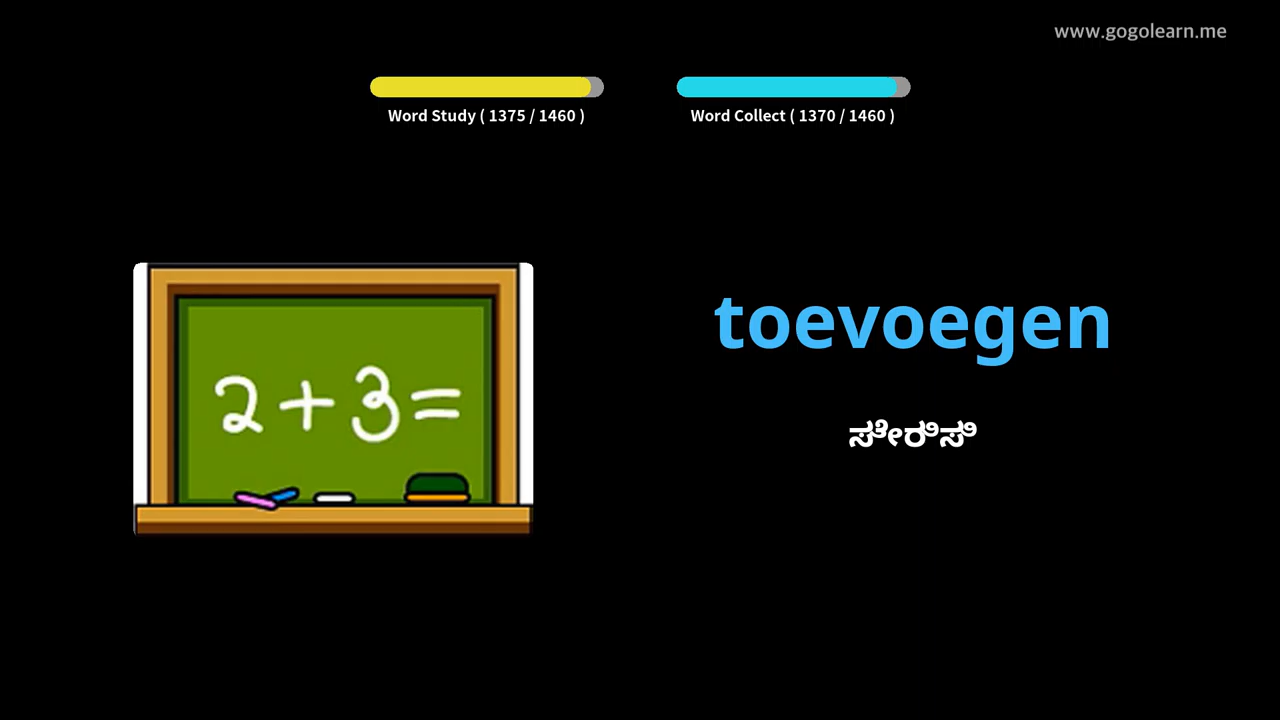 www.gogolearn.me
Word Study ( 1375 / 1460 )
Word Collect ( 1370 / 1460 )
toevoegen
2+3=
ಸೇರಿಸಿ